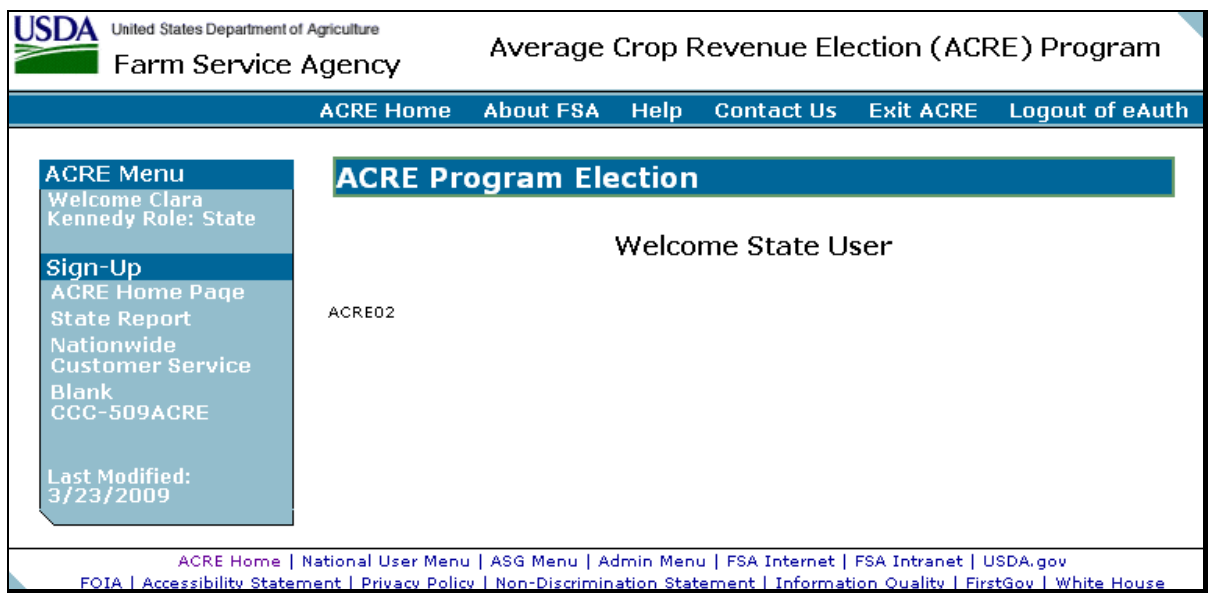 USDA United States Department of Agriculture
Farm Service Agency
Average Crop Revenue Election (ACRE) Program
ACRE Home About FSA Help Contact Us Exit ACRE Logout of eAuth
ACRE Menu
Welcome Clara
Kennedy Role: State
Sign-Up
ACRE Home Page
State Report
Nationwide
Customer Service
Blank
CCC-509ACRE
Last Modified:
3/23/2009
ACRE Program Election
Welcome State User
ACRE02
ACRE Home | National User Menu | ASG Menu | Admin Menu | FSA Internet | FSA Intranet | USDA.gov
FOIA | Accessibility Statement | Privacy Policy | Non-Discrimination Statement | Information Quality | FirstGov | White House